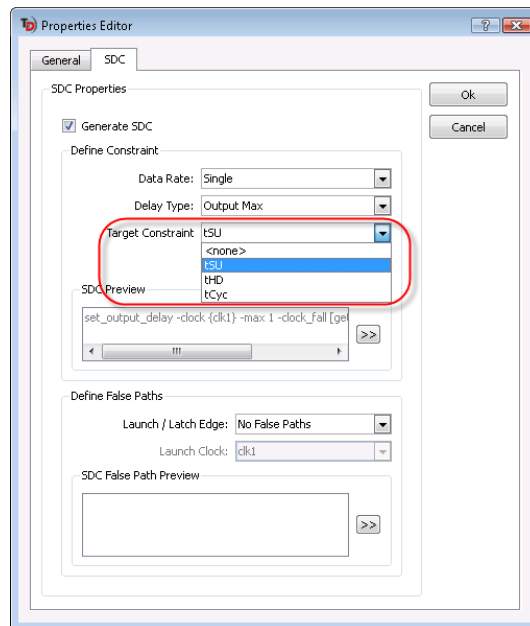 TD Properties Editor
General SDC
SDC Properties
Ok
Generate SDC
Cancel
Define Constraint
Data Rate: Single
Delay Type: Output Max
Target Constraint tSU
<none>
tSU
tHD
tCyc
SDC Preview
set_output_delay -clock {clk1} -max 1 -clock_fall [get
>>
Define False Paths
Launch / Latch Edge: No False Paths
Launch Clock: clk1
SDC False Path Preview
>>